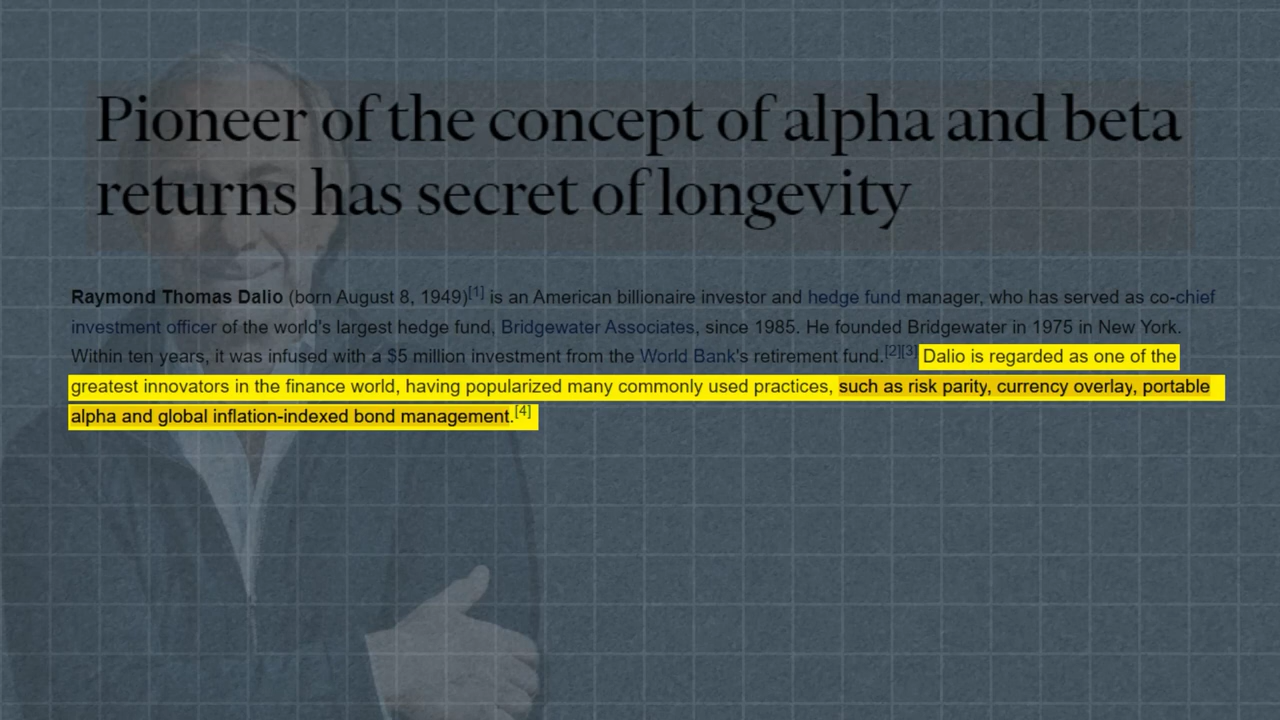 Pioneer of the concept of alpha and beta
returns has secret of longevity
Raymond Thomas Dalio (born August 8, 1949)[1] is an American billionaire investor and hedge fund manager, who has served as co-chief
investment officer of the world's largest hedge fund, Bridgewater Associates, since 1985. He founded Bridgewater in 1975 in New York.
Within ten years, it was infused with a $5 million investment from the World Bank's retirement fund.[2][3] Dalio is regarded as one of the
greatest innovators in the finance world, having popularized many commonly used practices, such as risk parity, currency overlay, portable
alpha and global inflation-indexed bond management.[4]